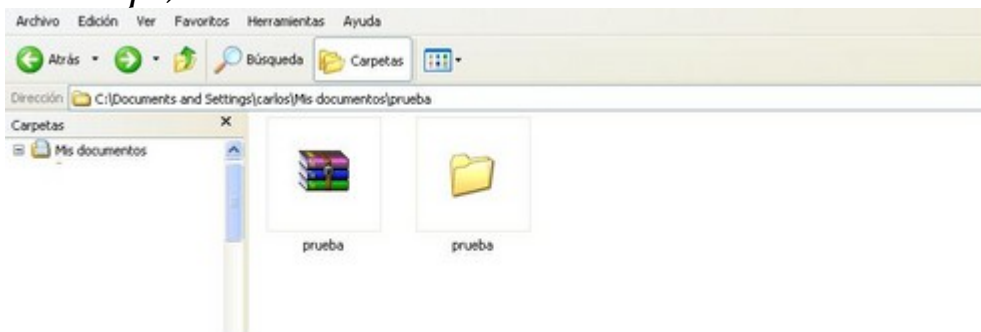 Archivo Edición Ver Favoritos Herramientas Ayuda
Atrás Búsqueda Carpetas
Dirección C:\Documents and Settings\carlos\Mis documentos\prueba
Carpetas
Mis documentos
prueba prueba